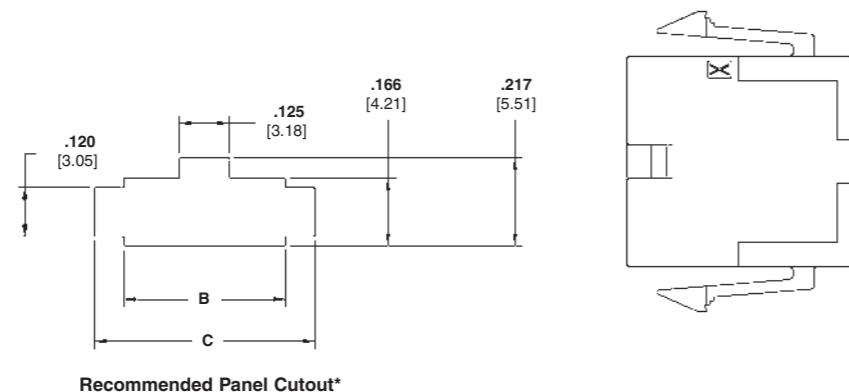 .120
[3.05]
.125
[3.18]
.166
[4.21]
.217
[5.51]
B
C
X
Recommended Panel Cutout*